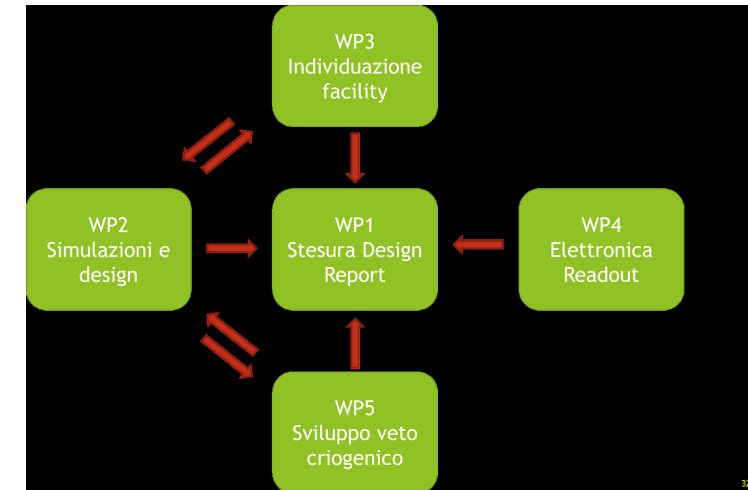 WP3
Individuazione
facility
WP2
Simulazioni e
design
WP1
Stesura Design
Report
WP4
Elettronica
Readout
WP5
Sviluppo veto
criogenico